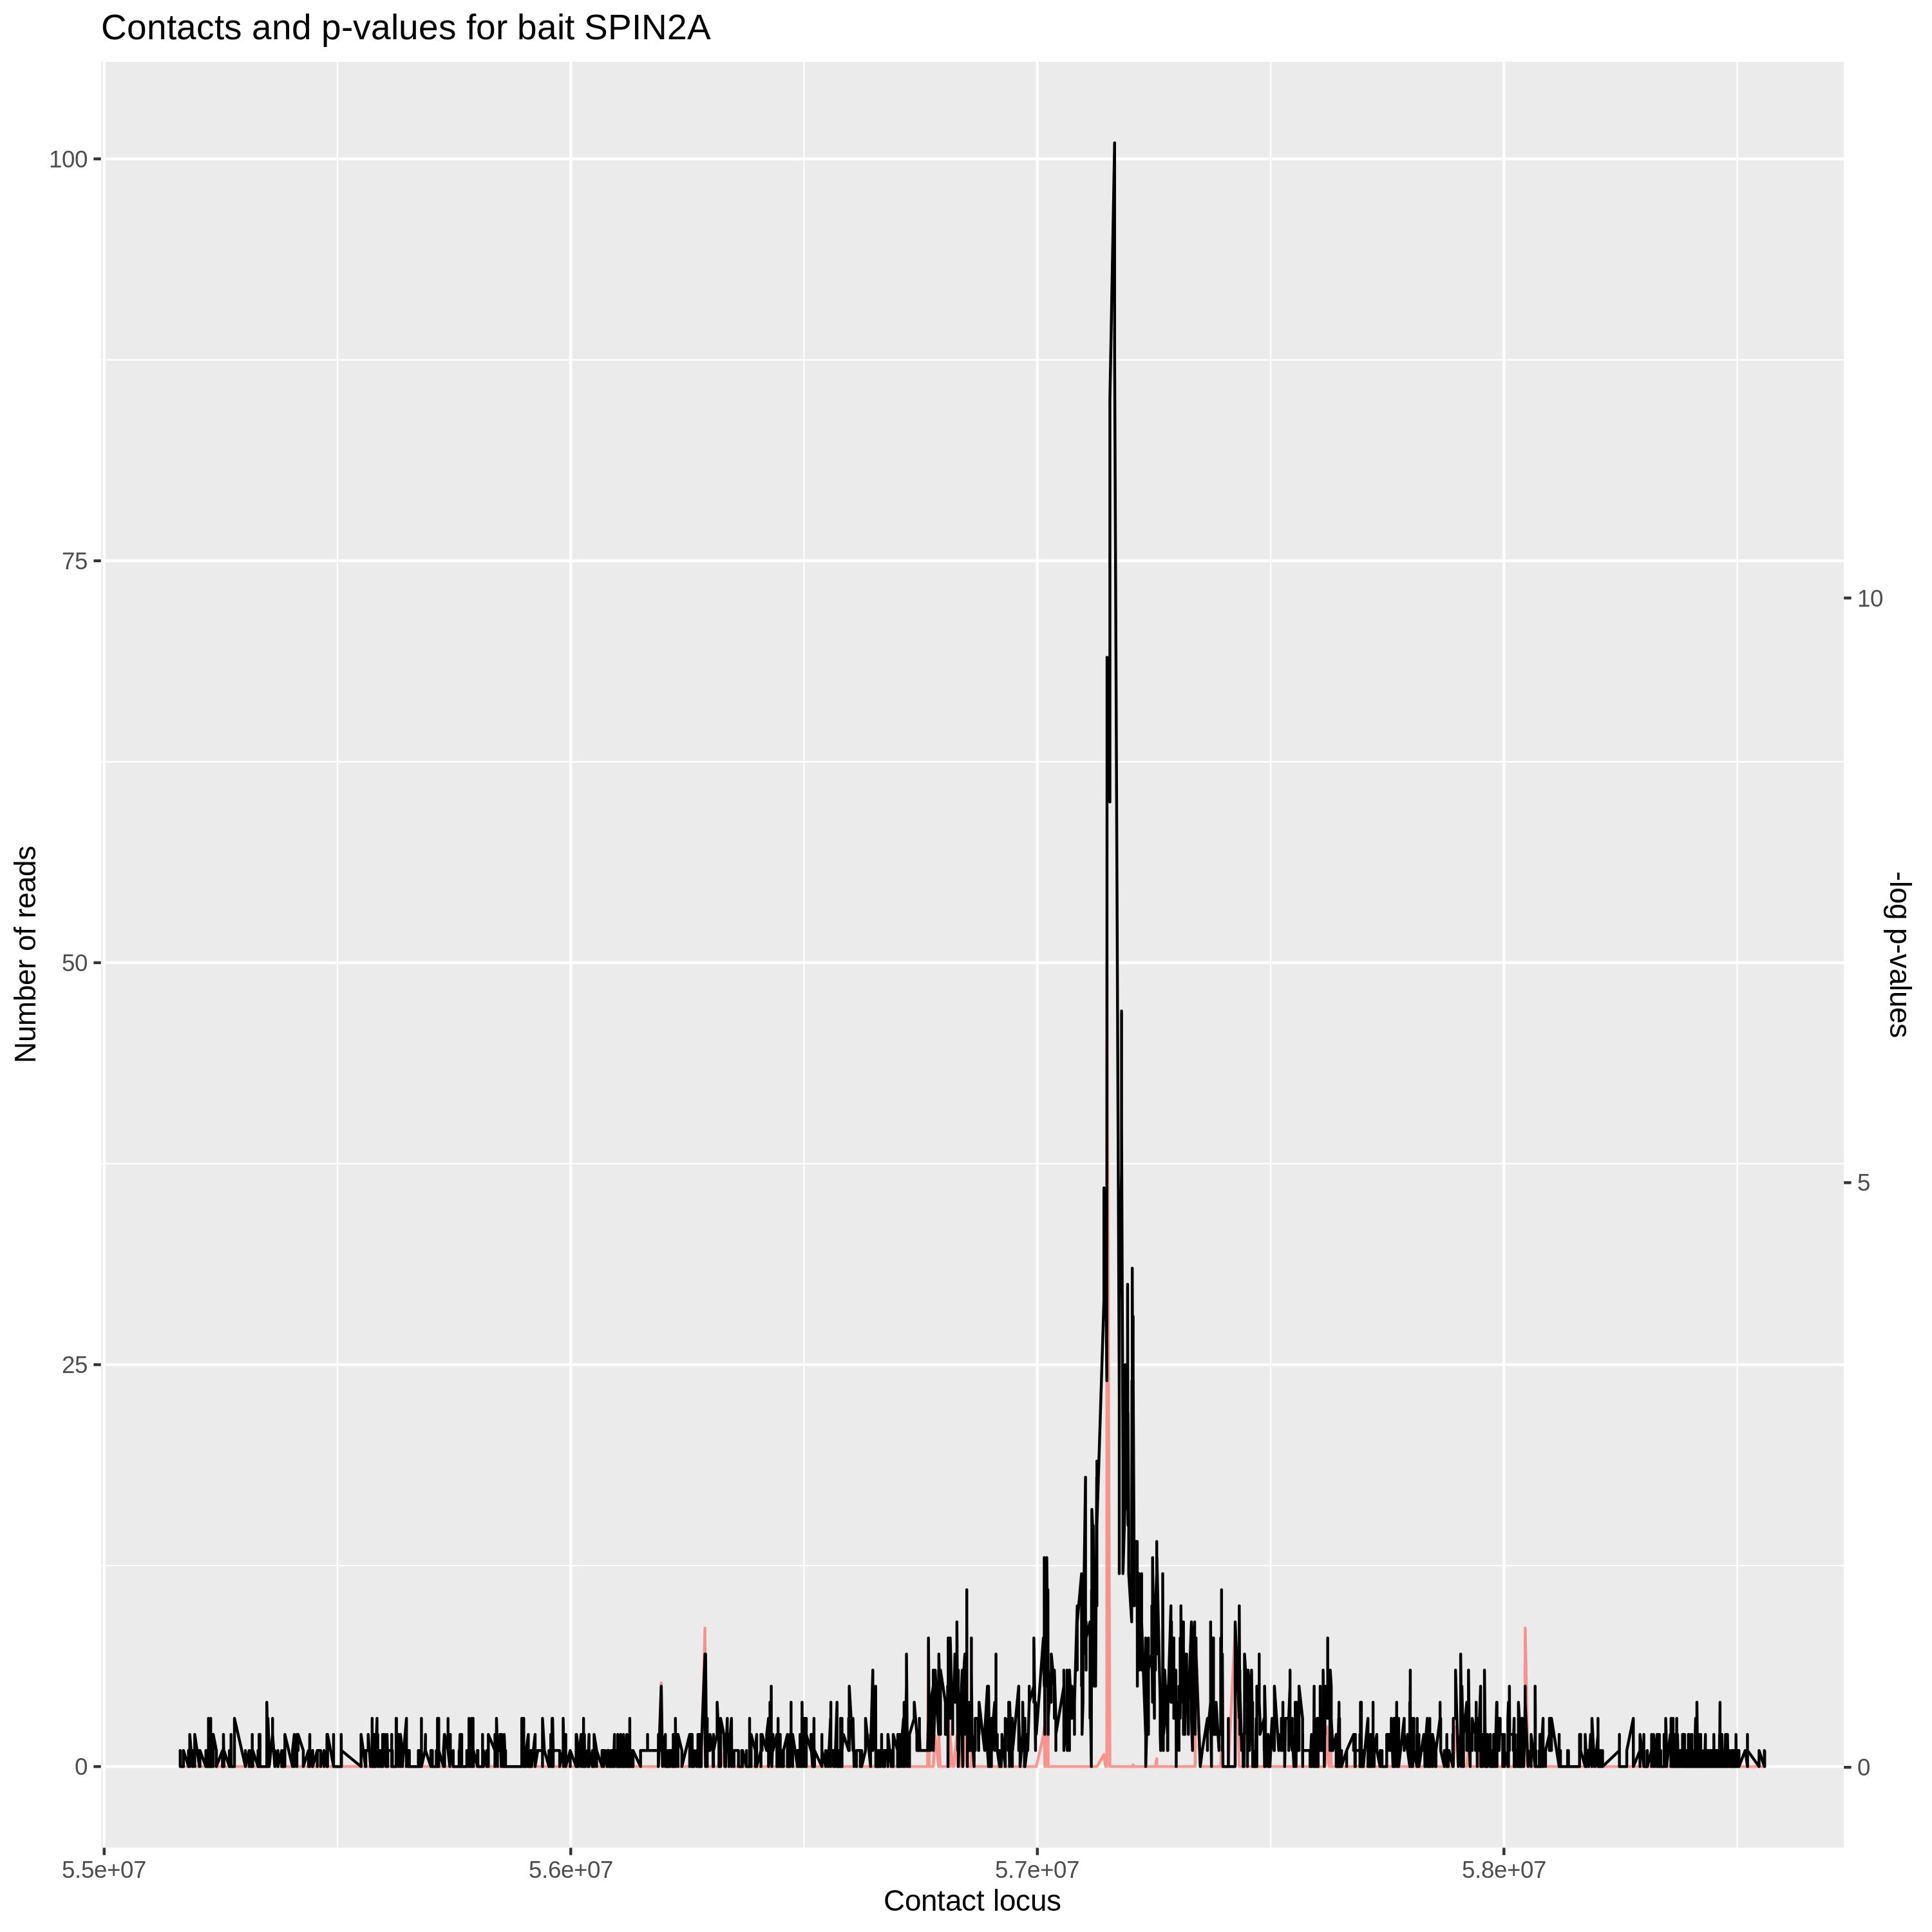 Contacts and p-values for bait SPIN2A
100
75
50
25
0
Number of reads
10
5
0
-log p-values
5.5e+07
5.6e+07
5.7e+07
5.8e+07
Contact locus